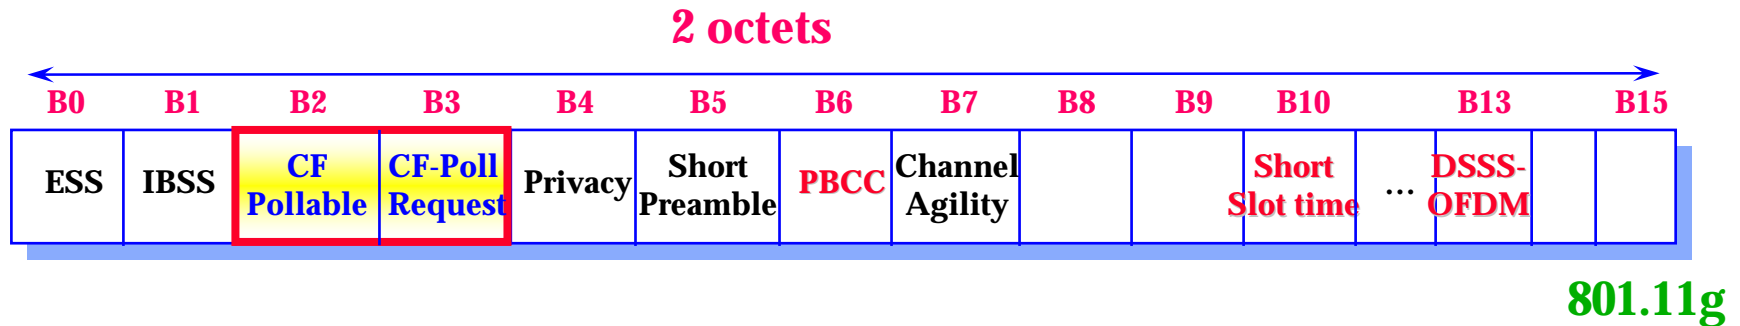 2 octets
B0 B1 B2 B3 B4 B5 B6 B7 B8 B9 B10 B13 B15
ESS IBSS CF Pollable CF-Poll Request Privacy Short Preamble PBCC Channel Agility Short Slot time ... DSSS-OFDM
801.11g